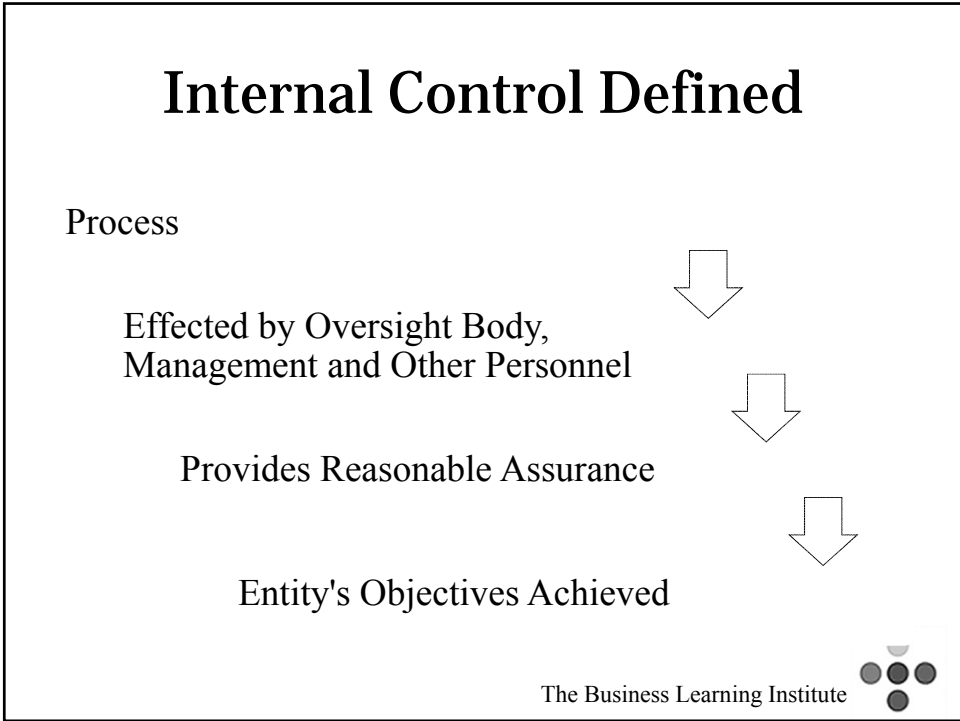 Internal Control Defined
Process
Effected by Oversight Body,
Management and Other Personnel
Provides Reasonable Assurance
Entity's Objectives Achieved
The Business Learning Institute